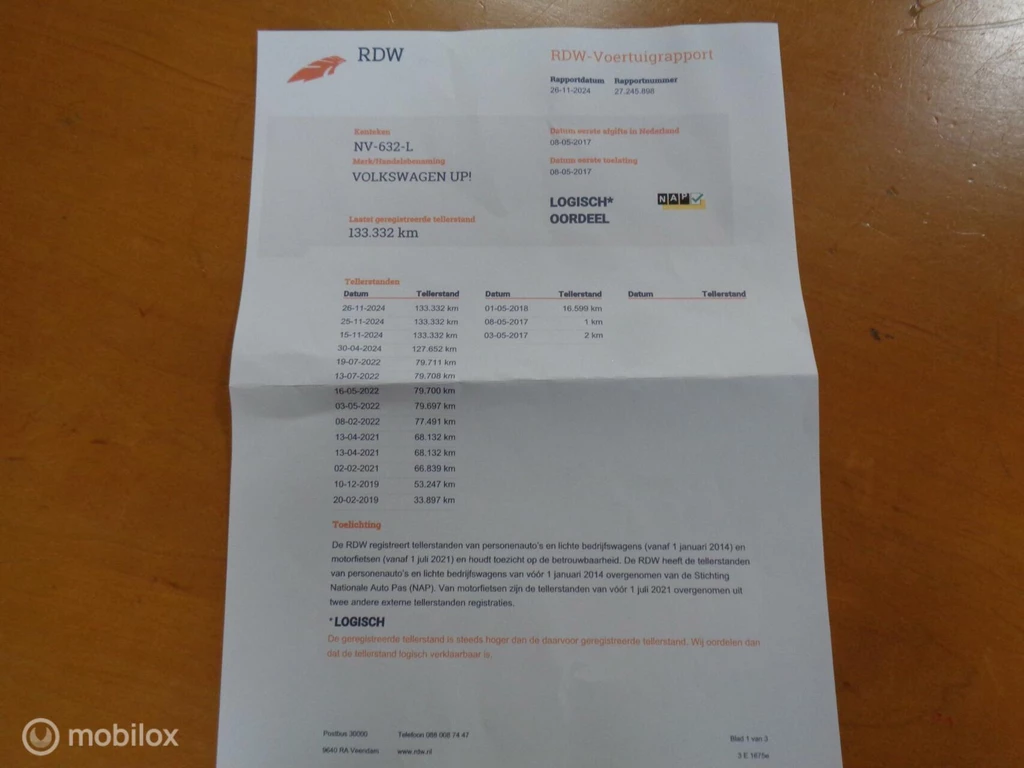 RDW
RDW-Voertuigrapport
Rapportdatum Rapportnummer
26-11-2024 27.245.898
Kenteken
NV-632-L
Merk/Handelsbenaming
VOLKSWAGEN UP!
Laatst geregistreerde tellerstand
133.332 km
Datum eerste afgifte in Nederland
08-05-2017
Datum eerste toelating
08-05-2017
LOGISCH*
OORDEEL
NAP
Tellerstanden
Datum Tellerstand Datum Tellerstand Datum Tellerstand
26-11-2024 133.332 km 01-05-2018 16.599 km
25-11-2024 133.332 km 08-05-2017 1 km
15-11-2024 133.332 km 03-05-2017 2 km
30-04-2024 127.652 km
19-07-2022 79.711 km
13-07-2022 79.708 km
16-05-2022 79.700 km
03-05-2022 79.697 km
08-02-2022 77.491 km
13-04-2021 68.132 km
13-04-2021 68.132 km
02-02-2021 66.839 km
10-12-2019 53.247 km
20-02-2019 33.897 km
Toelichting
De RDW registreert tellerstanden van personenauto's en lichte bedrijfswagens (vanaf 1 januari 2014) en
motorfietsen (vanaf 1 juli 2021) en houdt toezicht op de betrouwbaarheid. De RDW heeft de tellerstanden
van personenauto's en lichte bedrijfswagens van vóór 1 januari 2014 overgenomen van de Stichting
Nationale Auto Pas (NAP). Van motorfietsen zijn de tellerstanden van vóór 1 juli 2021 overgenomen uit
twee andere externe tellerstanden registraties.
*LOGISCH
De geregistreerde tellerstand is steeds hoger dan de daarvoor geregistreerde tellerstand. Wij oordelen dan
dat de tellerstand logisch verklaarbaar is.
Postbus 30000 Telefoon 088 008 74 47
9640 RA Veendam www.rdw.nl
Blad 1 van 3
3 E 1675e
mobilox